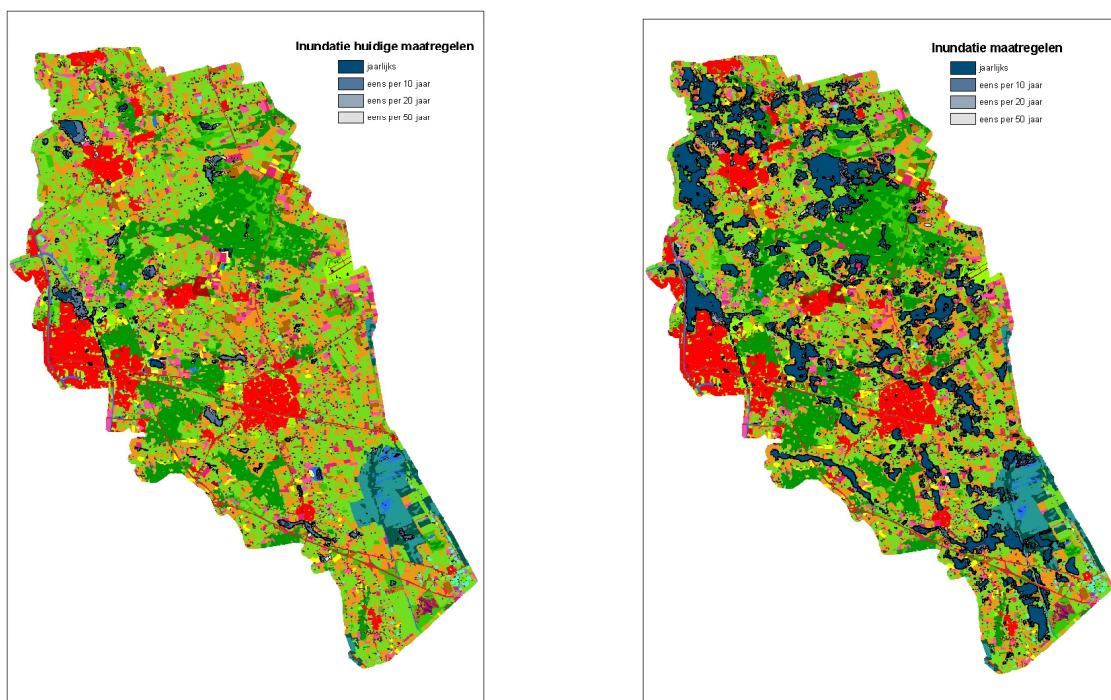 Inundatie huidige maatregelen
jaarlijks
eens per 10 jaar
eens per 20 jaar
eens per 50 jaar
Inundatie maatregelen
jaarlijks
eens per 10 jaar
eens per 20 jaar
eens per 50 jaar